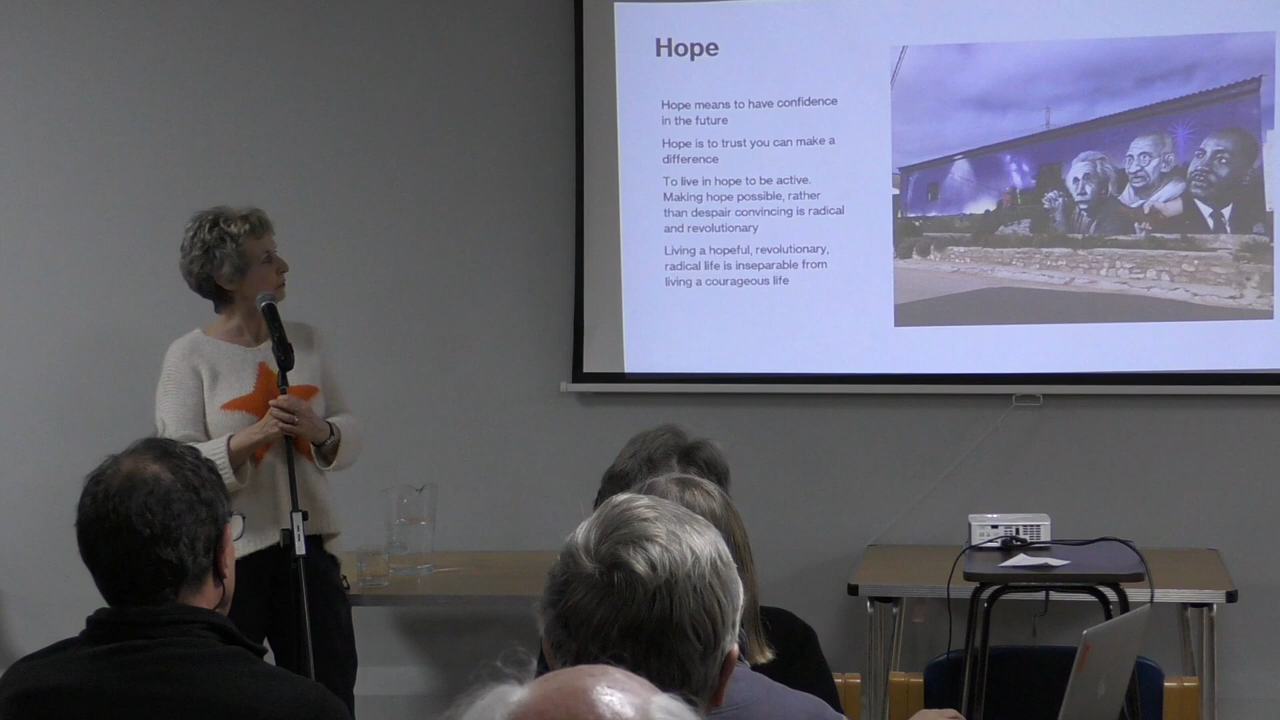 Hope
Hope means to have confidence
in the future
Hope is to trust you can make a
difference
To live in hope to be active.
Making hope possible, rather
than despair convincing is radical
and revolutionary
Living a hopeful, revolutionary,
radical life is inseparable from
living a courageous life